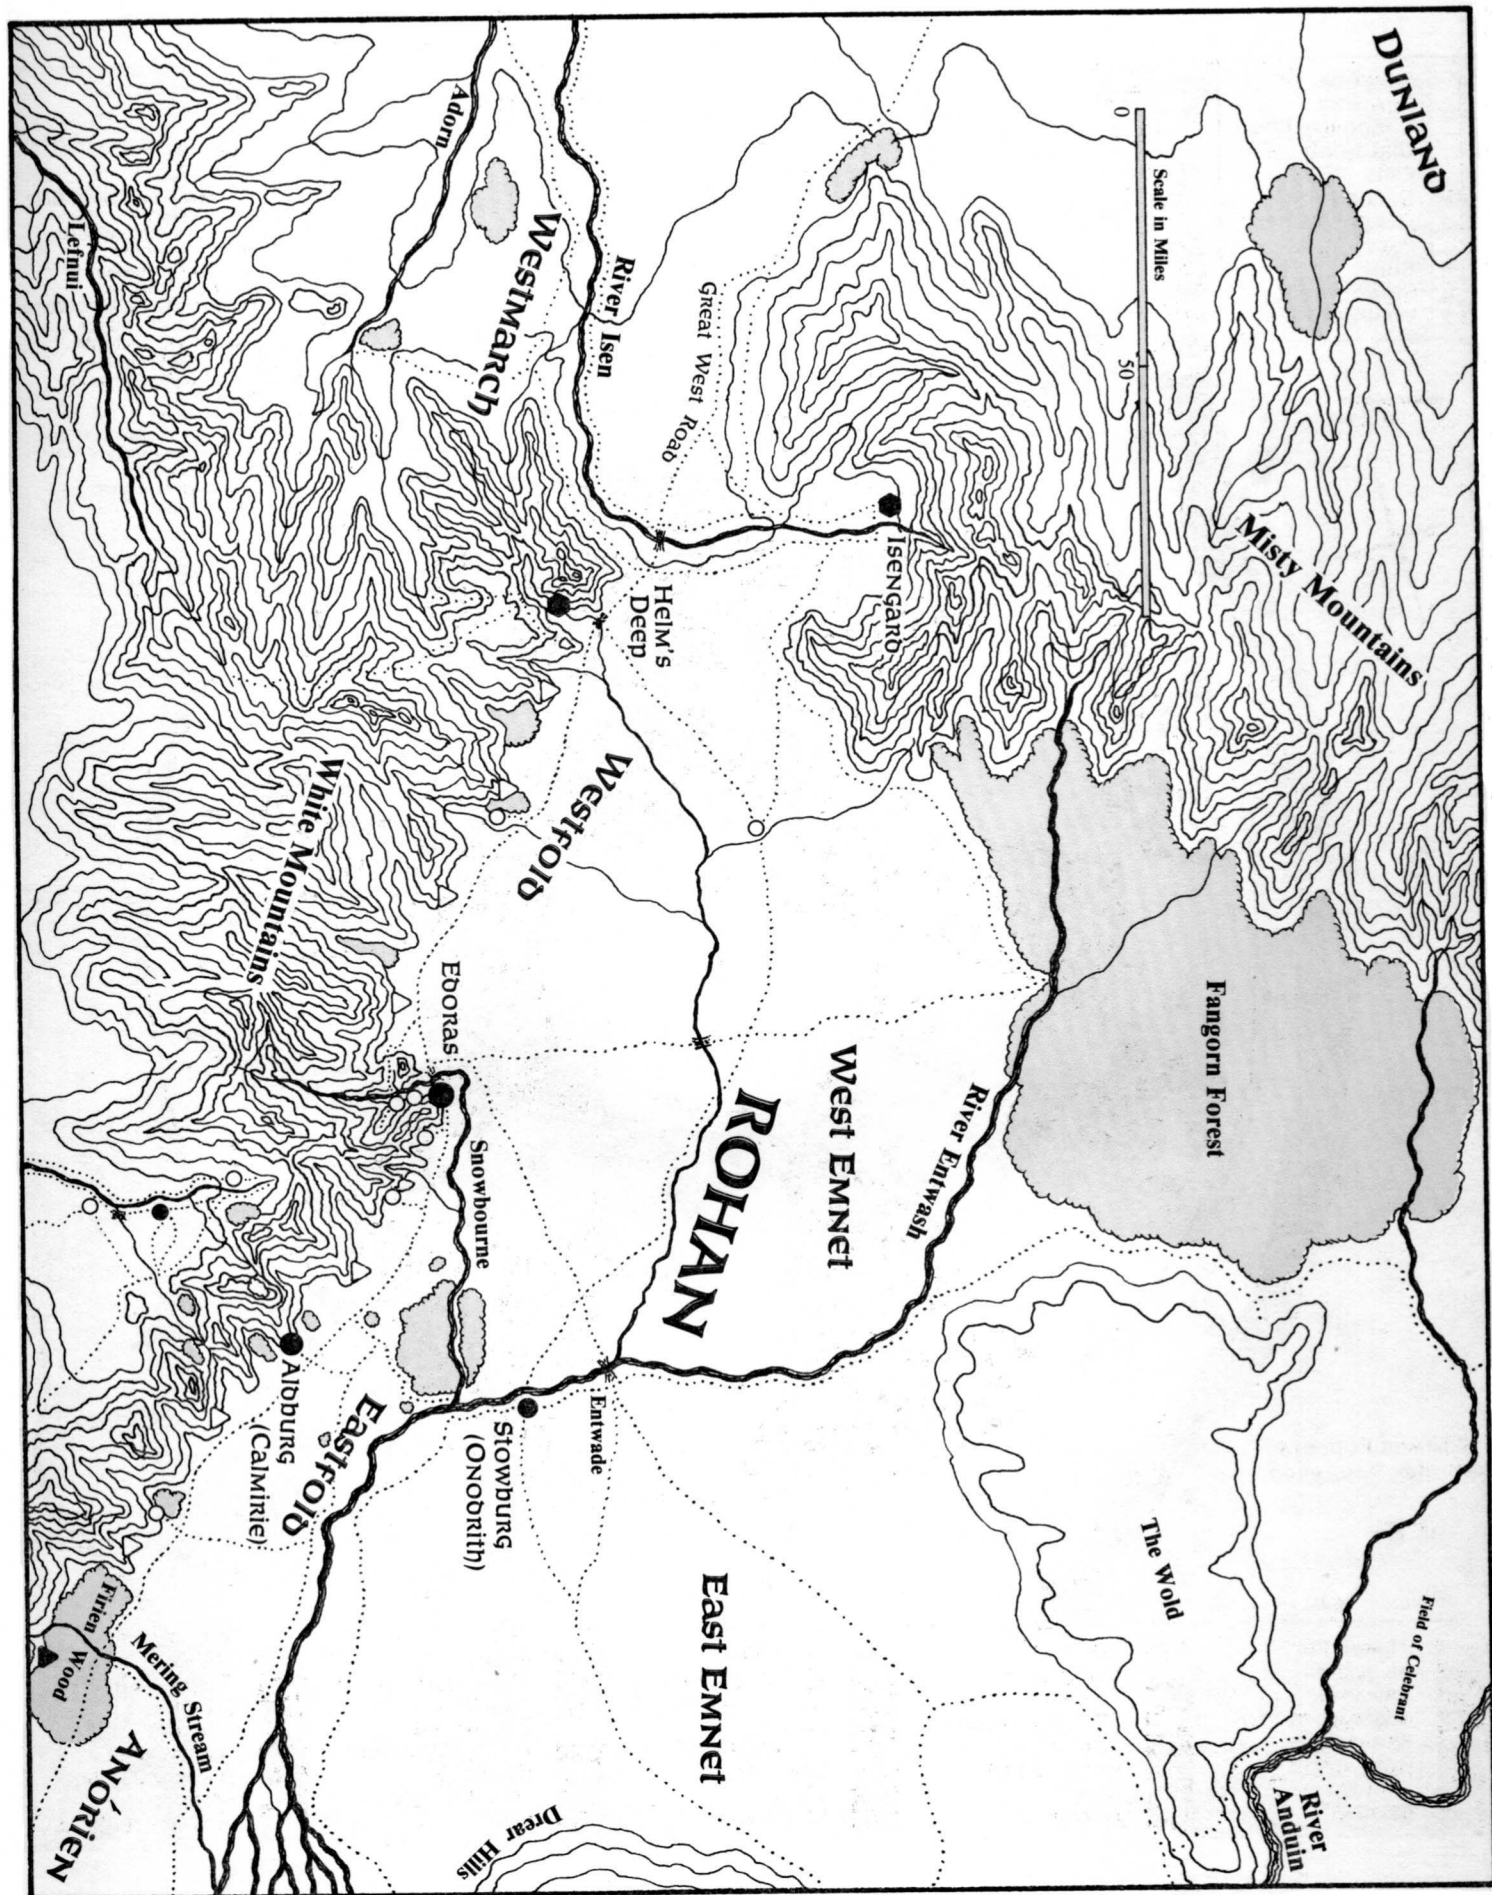 DUNLAND
Misty Mountains
0
50
Scale in Miles
Fangorn Forest
Field of Celebrant
The Wold
River
Anduin
Isengard
Great West Road
River Isen
Helm's
Deep
Westmarch
Adorn
Lefnui
Westfold
White Mountains
West Emnet
River Entwash
ROHAN
Edoras
Snowbourne
Entwade
Stowburg
(Onodrith)
East Emnet
Aldburg
(Calmirie)
Eastfold
Firien
Wood
Mering Stream
Drear
Hills
ANÓRIEN